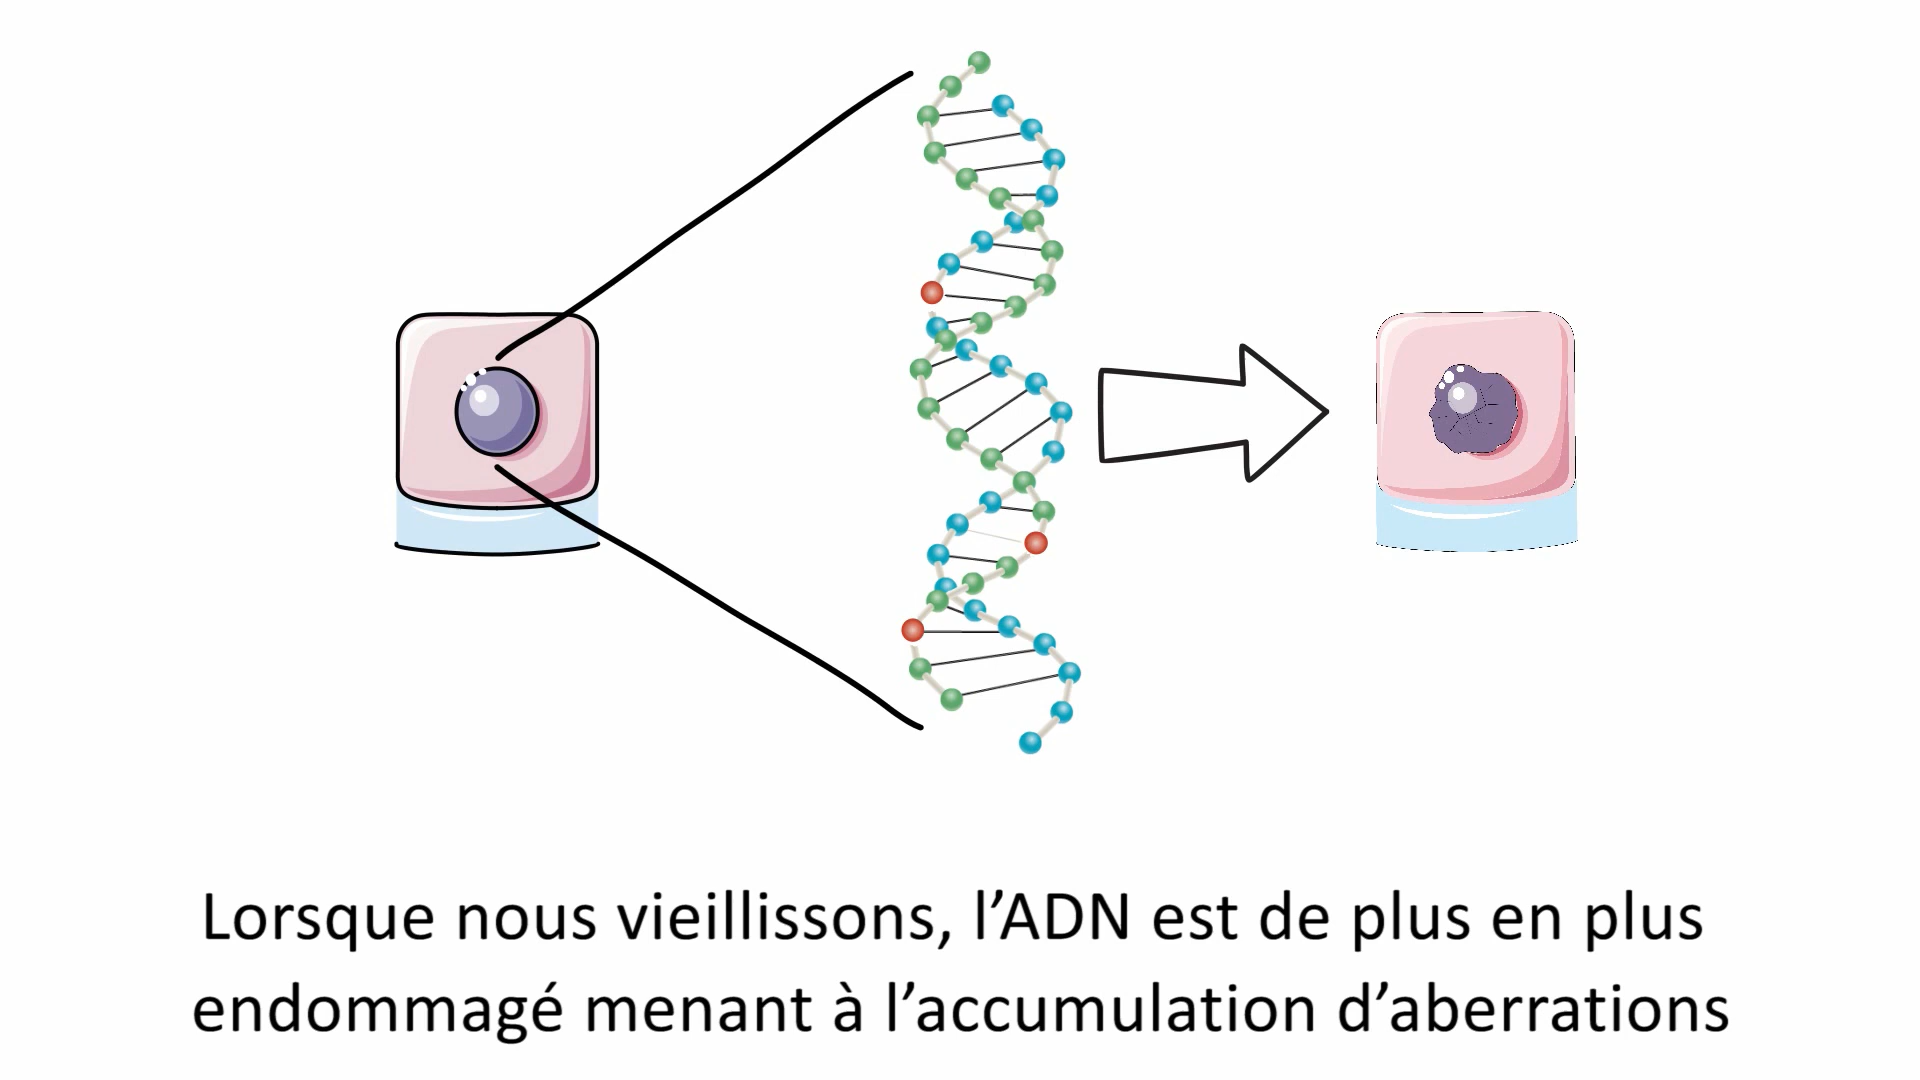 Lorsque nous vieillissons, l’ADN est de plus en plus
endommagé menant à l’accumulation d’aberrations